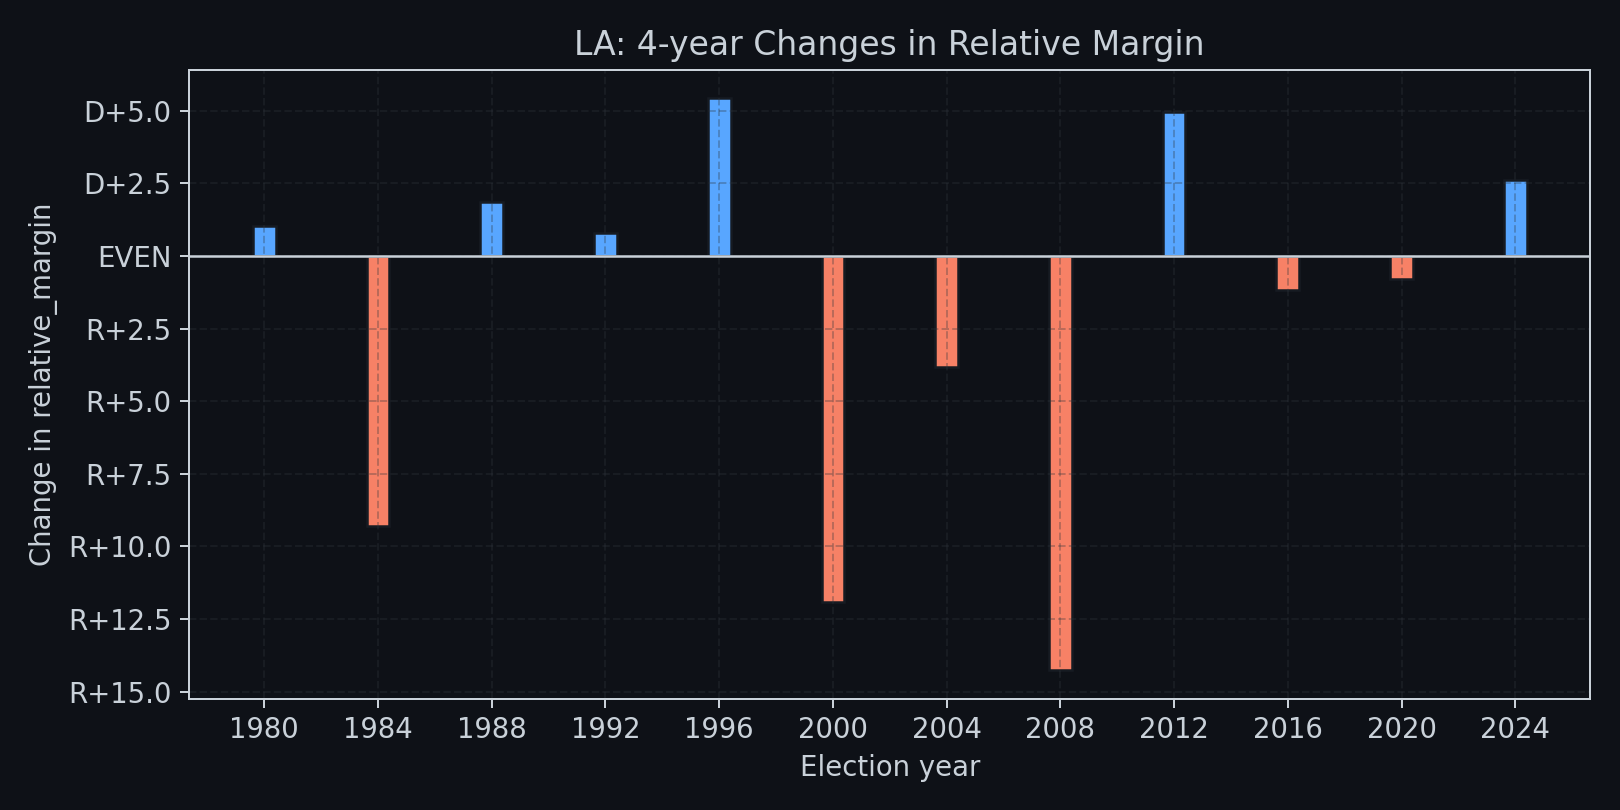 LA: 4-year Changes in Relative Margin
Change in relative_margin
D+5.0
D+2.5
EVEN
R+2.5
R+5.0
R+7.5
R+10.0
R+12.5
R+15.0
1980 1984 1988 1992 1996 2000 2004 2008 2012 2016 2020 2024
Election year